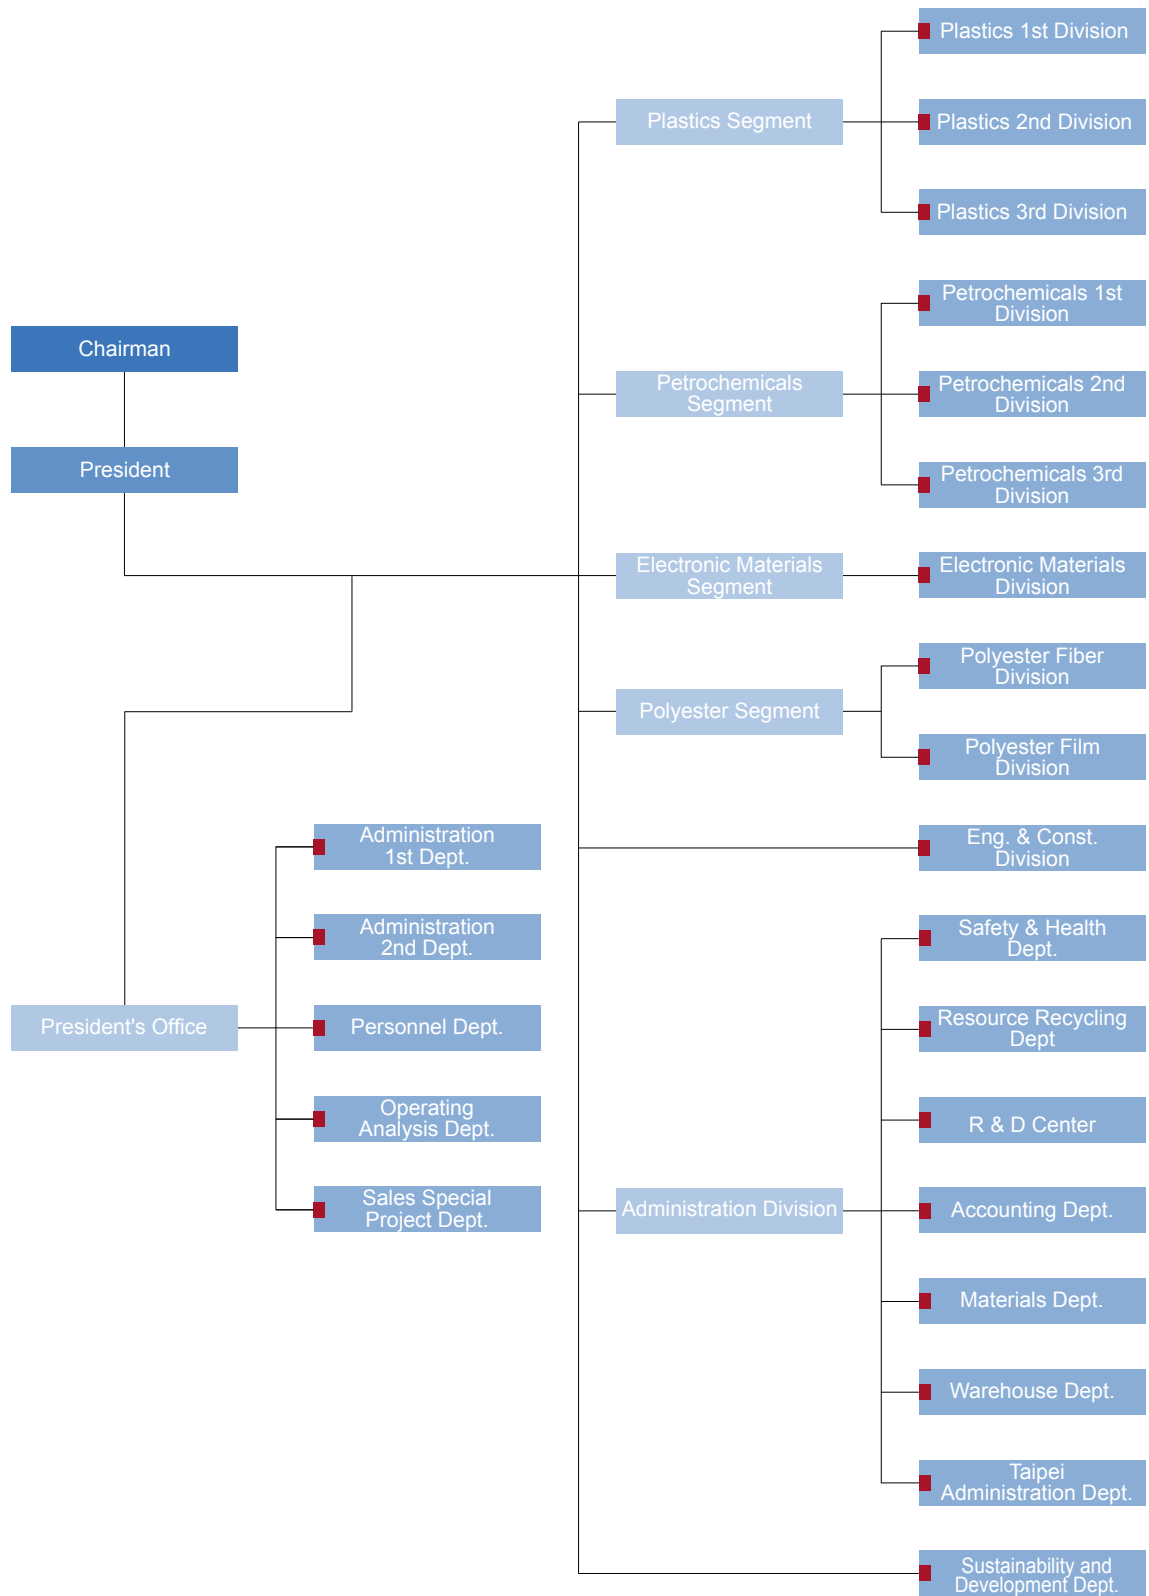 Chairman
President
President's Office
Administration
1st Dept.
Administration
2nd Dept.
Personnel Dept.
Operating
Analysis Dept.
Sales Special
Project Dept.
Plastics Segment
Plastics 1st Division
Plastics 2nd Division
Plastics 3rd Division
Petrochemicals
Segment
Petrochemicals 1st
Division
Petrochemicals 2nd
Division
Petrochemicals 3rd
Division
Electronic Materials
Segment
Electronic Materials
Division
Polyester Segment
Polyester Fiber
Division
Polyester Film
Division
Eng. & Const.
Division
Administration Division
Safety & Health
Dept.
Resource Recycling
Dept
R & D Center
Accounting Dept.
Materials Dept.
Warehouse Dept.
Taipei
Administration Dept.
Sustainability and
Development Dept.